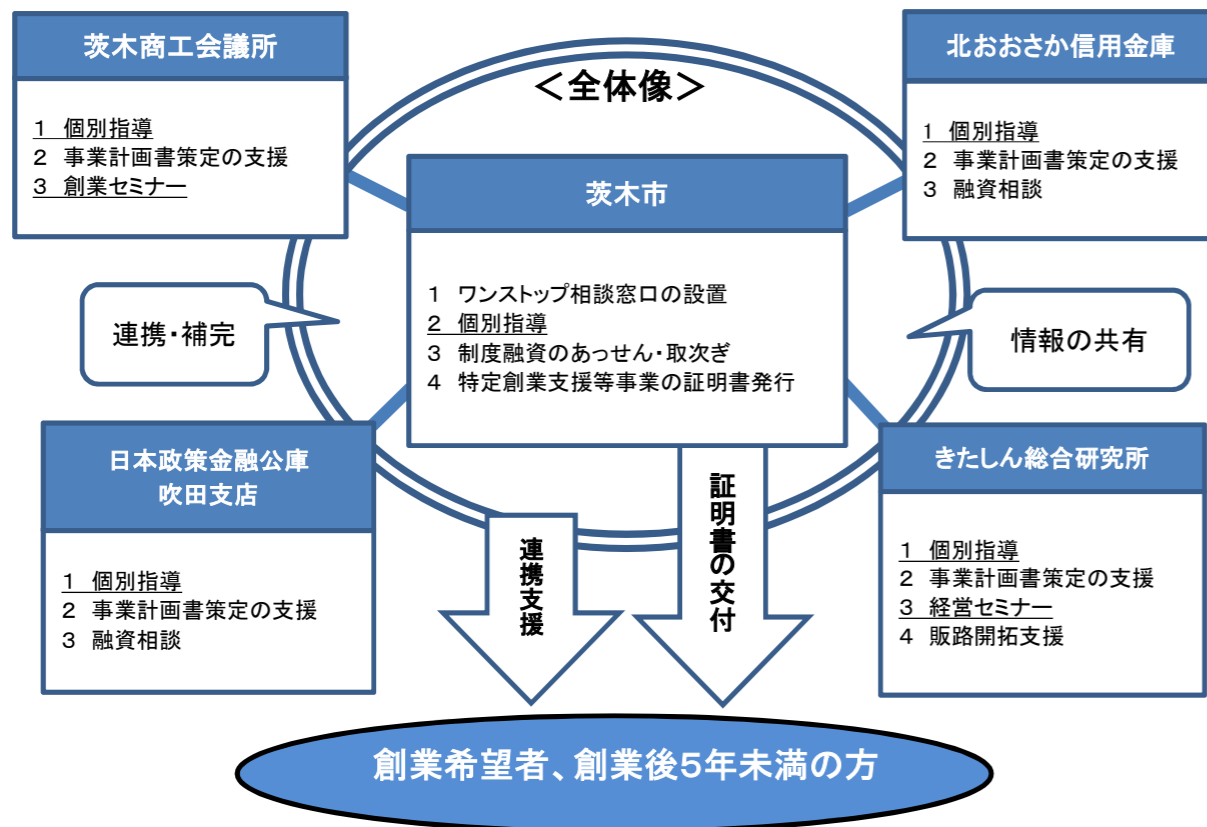 ＜全体像＞
茨木商工会議所
1 個別指導
2 事業計画書策定の支援
3 創業セミナー
北おおさか信用金庫
1 個別指導
2 事業計画書策定の支援
3 融資相談
茨木市
1 ワンストップ相談窓口の設置
2 個別指導
3 制度融資のあっせん・取次ぎ
4 特定創業支援等事業の証明書発行
連携・補完
情報の共有
日本政策金融公庫
吹田支店
1 個別指導
2 事業計画書策定の支援
3 融資相談
きたしん総合研究所
1 個別指導
2 事業計画書策定の支援
3 経営セミナー
4 販路開拓支援
連携支援
証明書の交付
創業希望者、創業後5年未満の方